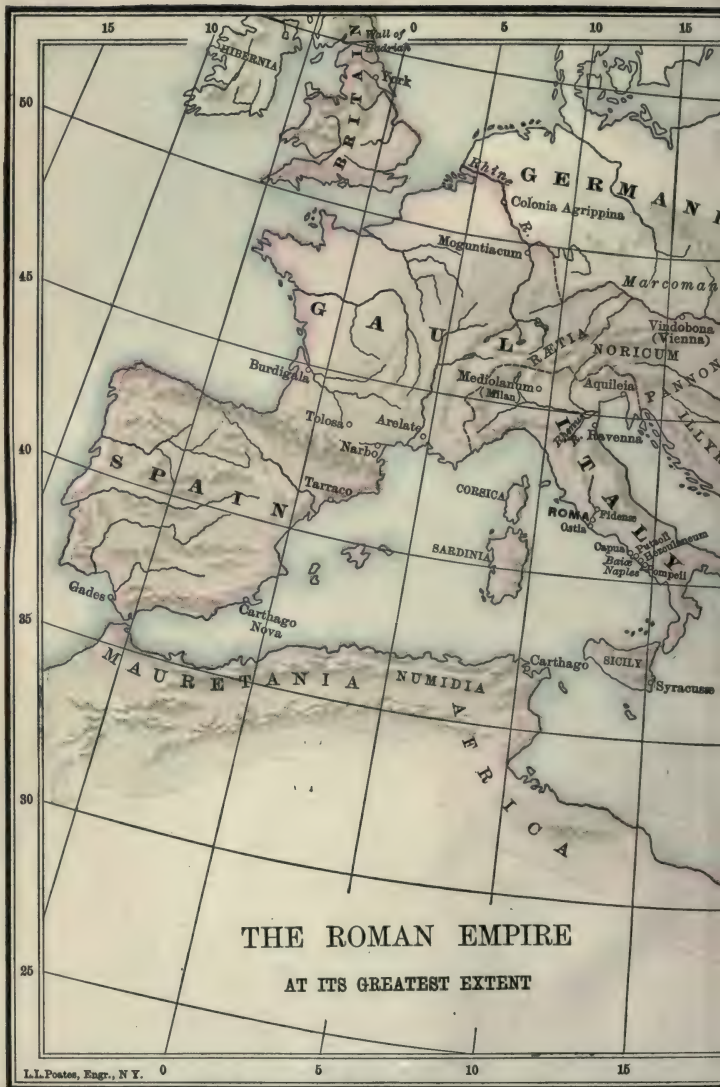 15 10 5 0 5 10 15
Wall of
Hadrian
HIBERNIA
York
BRITAIN
50
Rhine
R.
GERMANI
Colonia Agrippina
Moguntiacum
Marcoman
45
GAUL
Vindobona
(Vienna)
RÆTIA
NORICUM
PANNON
Burdigala
Mediolanum
(Milan)
Aquileia
ILLYR
Tolosa
Arelate
Ravenna
Narbo
40
SPAIN
Tarraco
ITALY
CORSICA
ROMA
Fidenæ
Ostia
SARDINIA
Capua
Puteoli
Herculaneum
Baiæ
Naples
Pompeii
Gades
35
Carthago
Nova
MAURETANIA
NUMIDIA
Carthago
SICILY
Syracusæ
AFRICA
30
THE ROMAN EMPIRE
AT ITS GREATEST EXTENT
25
L.L.Poates, Engr., N Y. 0 5 10 15